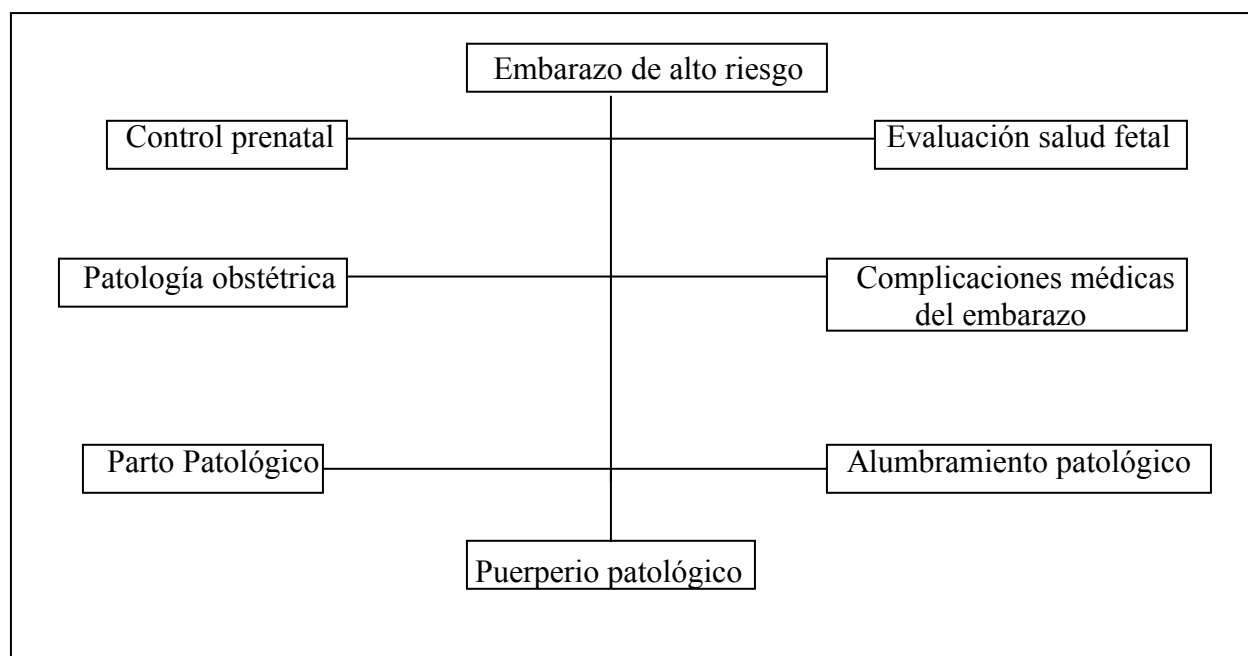 Embarazo de alto riesgo
Control prenatal
Evaluación salud fetal
Patología obstétrica
Complicaciones médicas
del embarazo
Parto Patológico
Alumbramiento patológico
Puerperio patológico